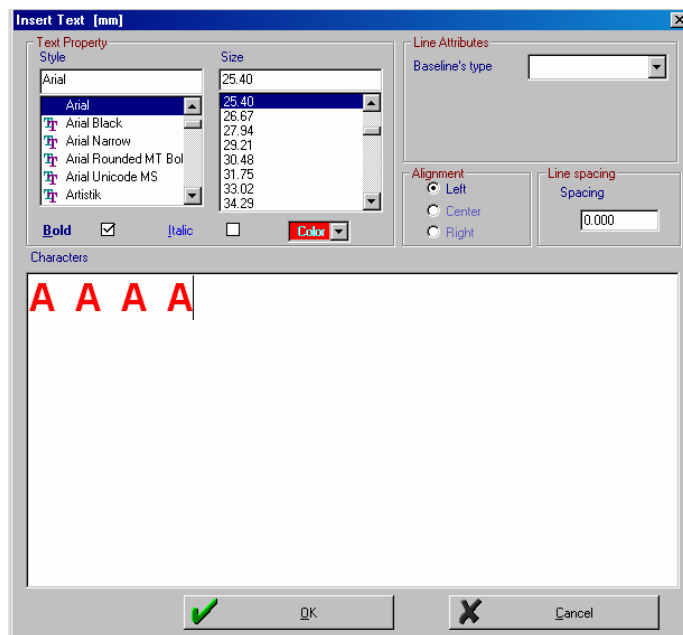 Insert Text [mm]
Text Property
Style
Size
Arial
25.40
Arial
Arial Black
Arial Narrow
Arial Rounded MT Bol
Arial Unicode MS
Artistik
25.40
26.67
27.94
29.21
30.48
31.75
33.02
34.29
Bold
Italic
Color
Line Attributes
Baseline's type
Alignment
Left
Center
Right
Line spacing
Spacing
0.000
Characters
A A A A
OK
Cancel